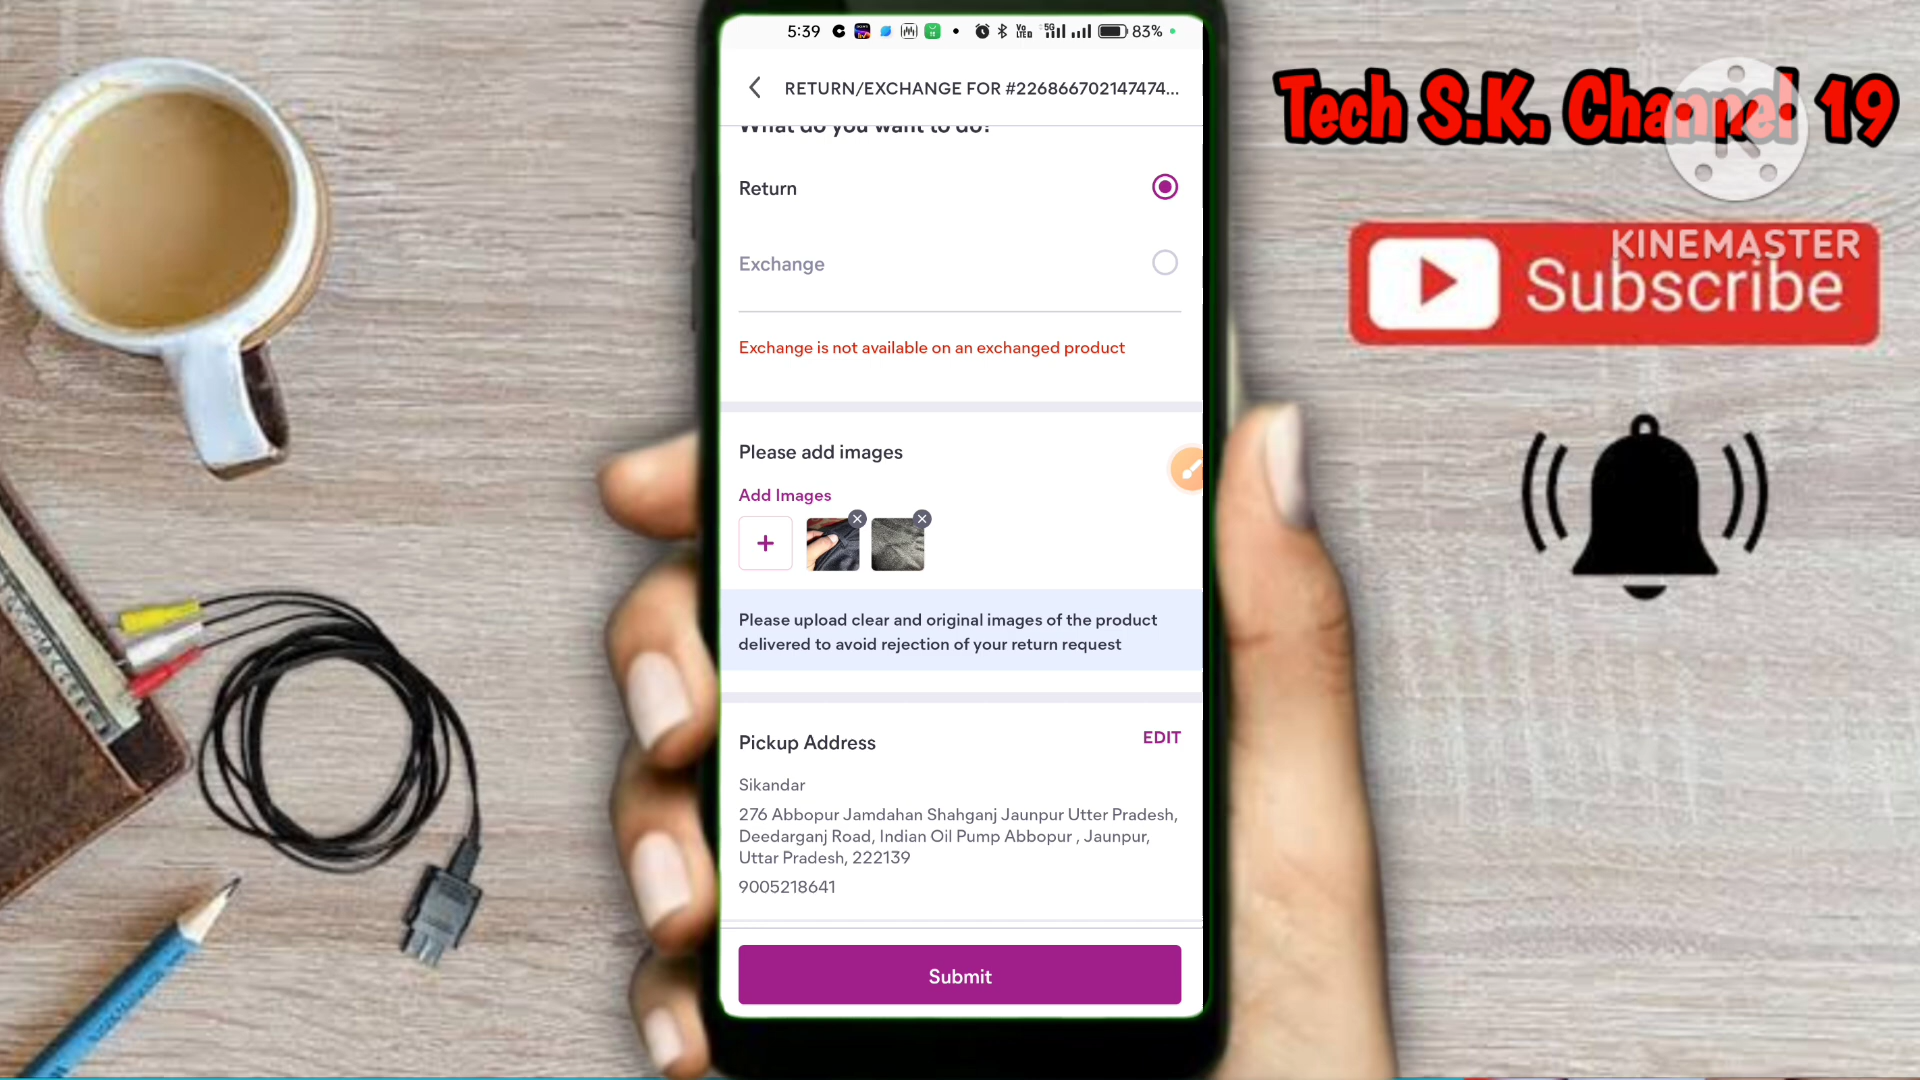 5:39
83%
RETURN/EXCHANGE FOR #226866702147474...
What do you want to do?
Return
Exchange
Exchange is not available on an exchanged product
Please add images
Add Images
Please upload clear and original images of the product
delivered to avoid rejection of your return request
Pickup Address
EDIT
Sikandar
276 Abbopur Jamdahan Shahganj Jaunpur Utter Pradesh,
Deedarganj Road, Indian Oil Pump Abbopur , Jaunpur,
Uttar Pradesh, 222139
9005218641
Submit
Tech S.K. Channel 19
KINEMASTER
Subscribe